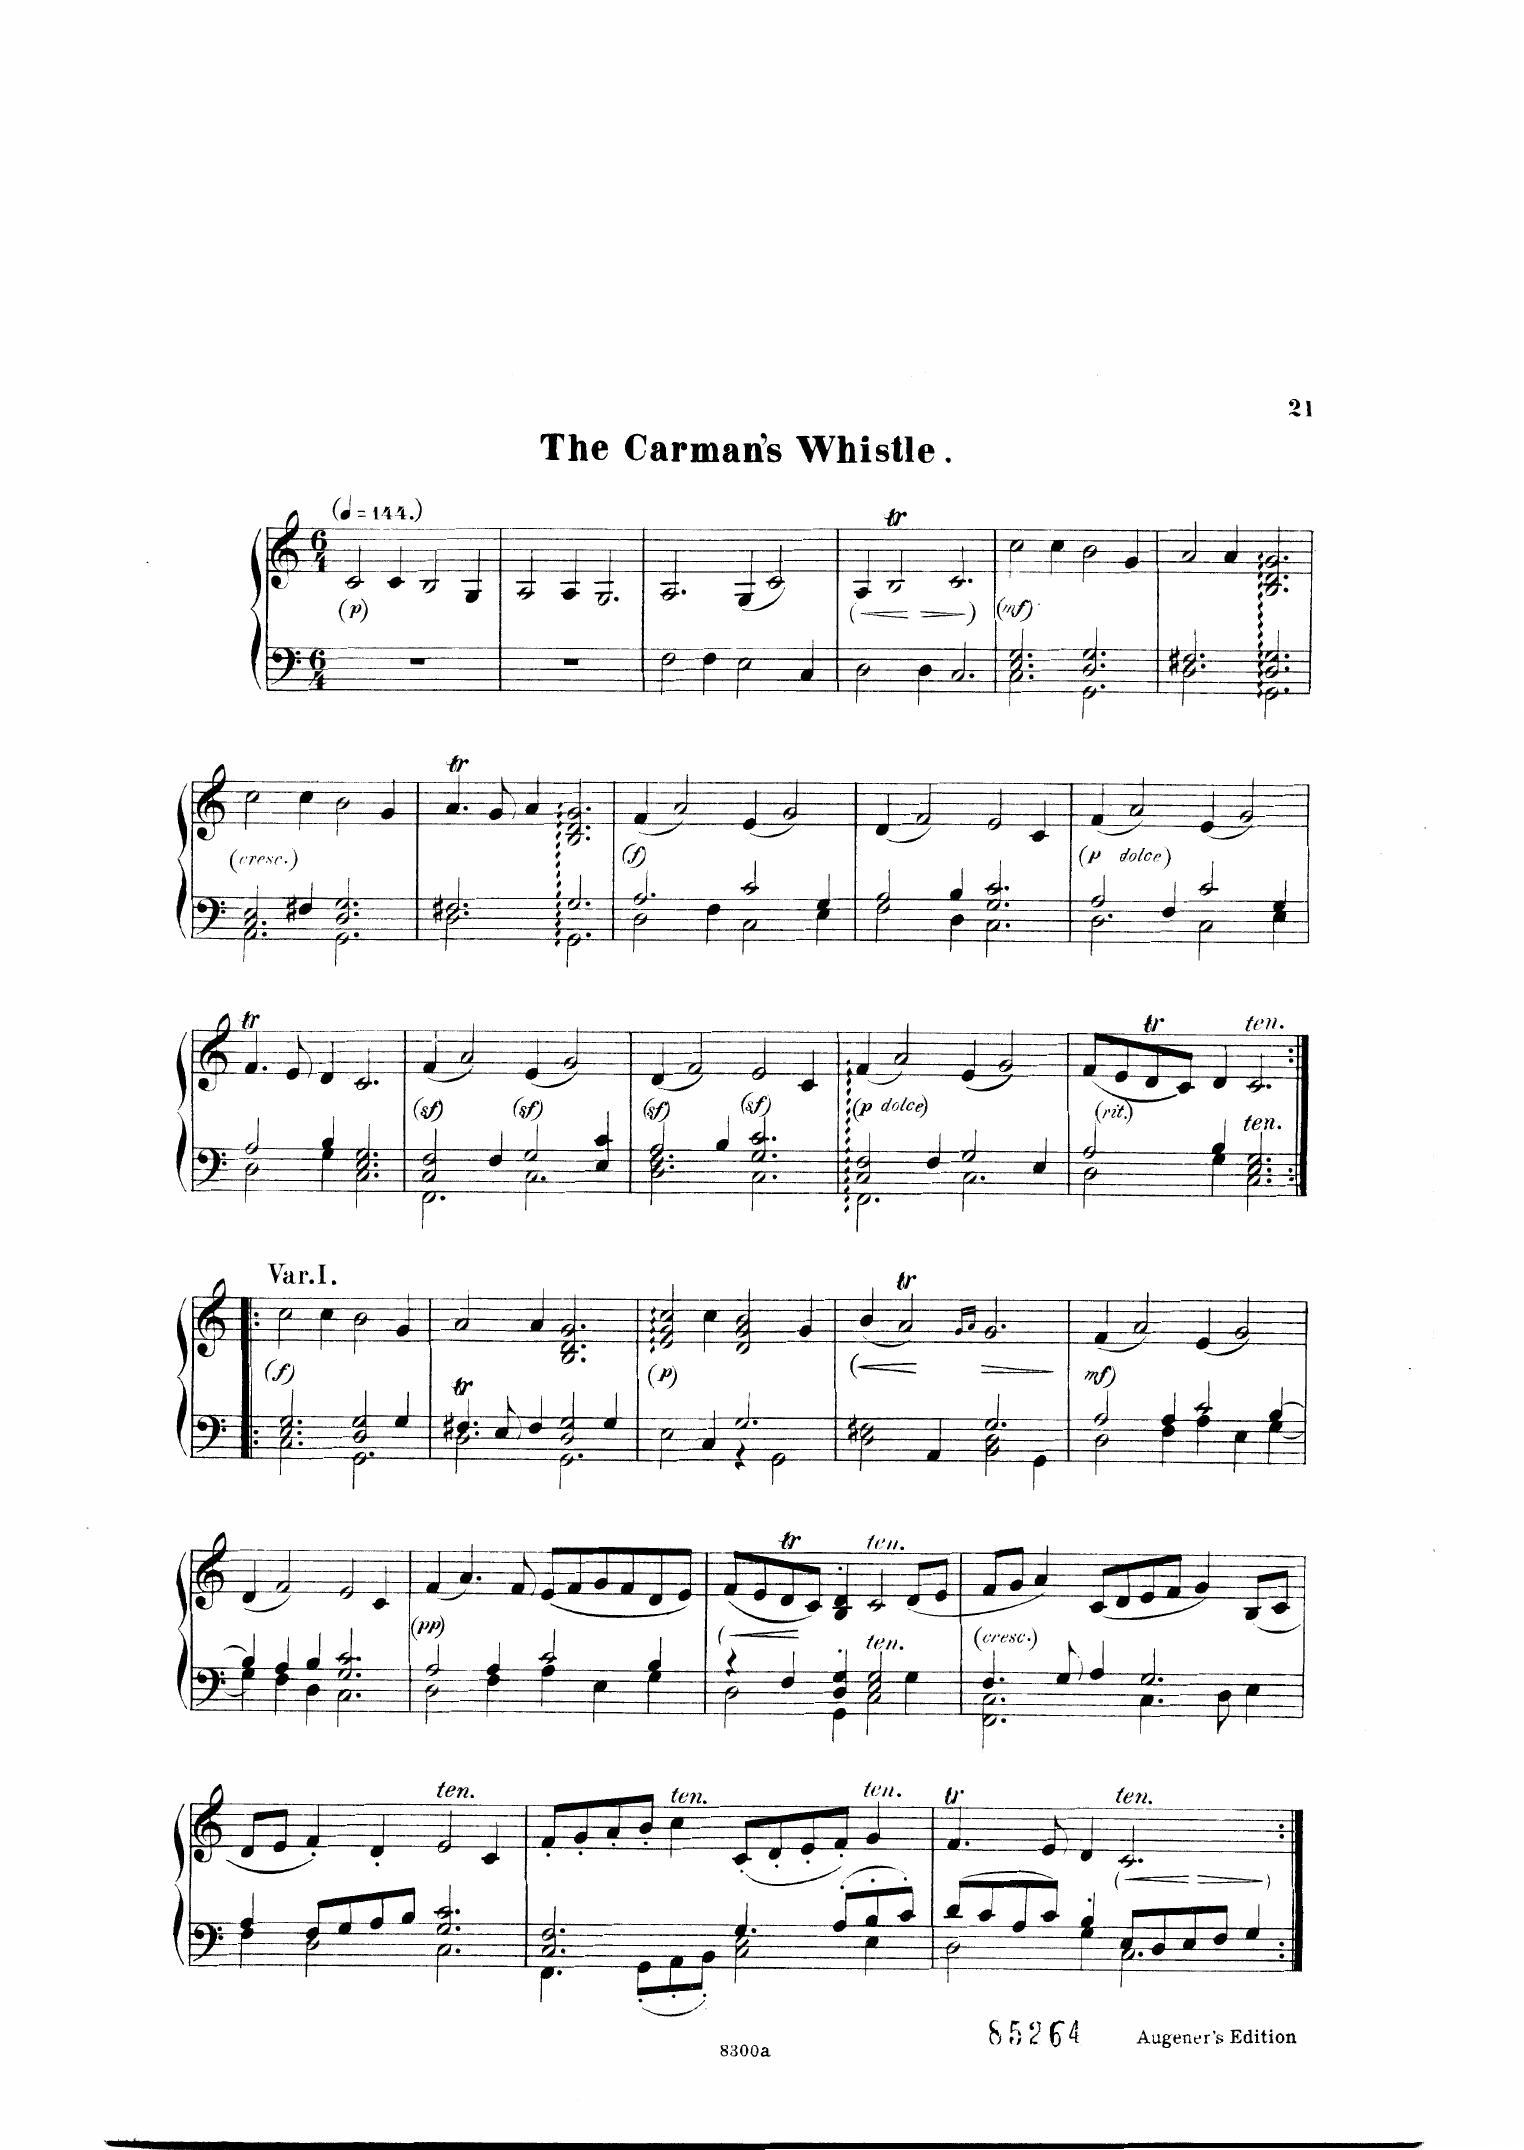 21
The Carman's Whistle.
(♩ = 144.)
6 4
tr
(p) (mf)
6 4
tr
(cresc.) (f) (p dolce)
tr tr ten.
(sf) (sf) (sf) (sf) (p dolce) (rit.)
ten.
Var. I.
tr
(f) (p) mf)
tr
tr ten.
(pp) (cresc.)
ten.
ten. ten. ten. tr ten.
85264 Augener's Edition
8300a